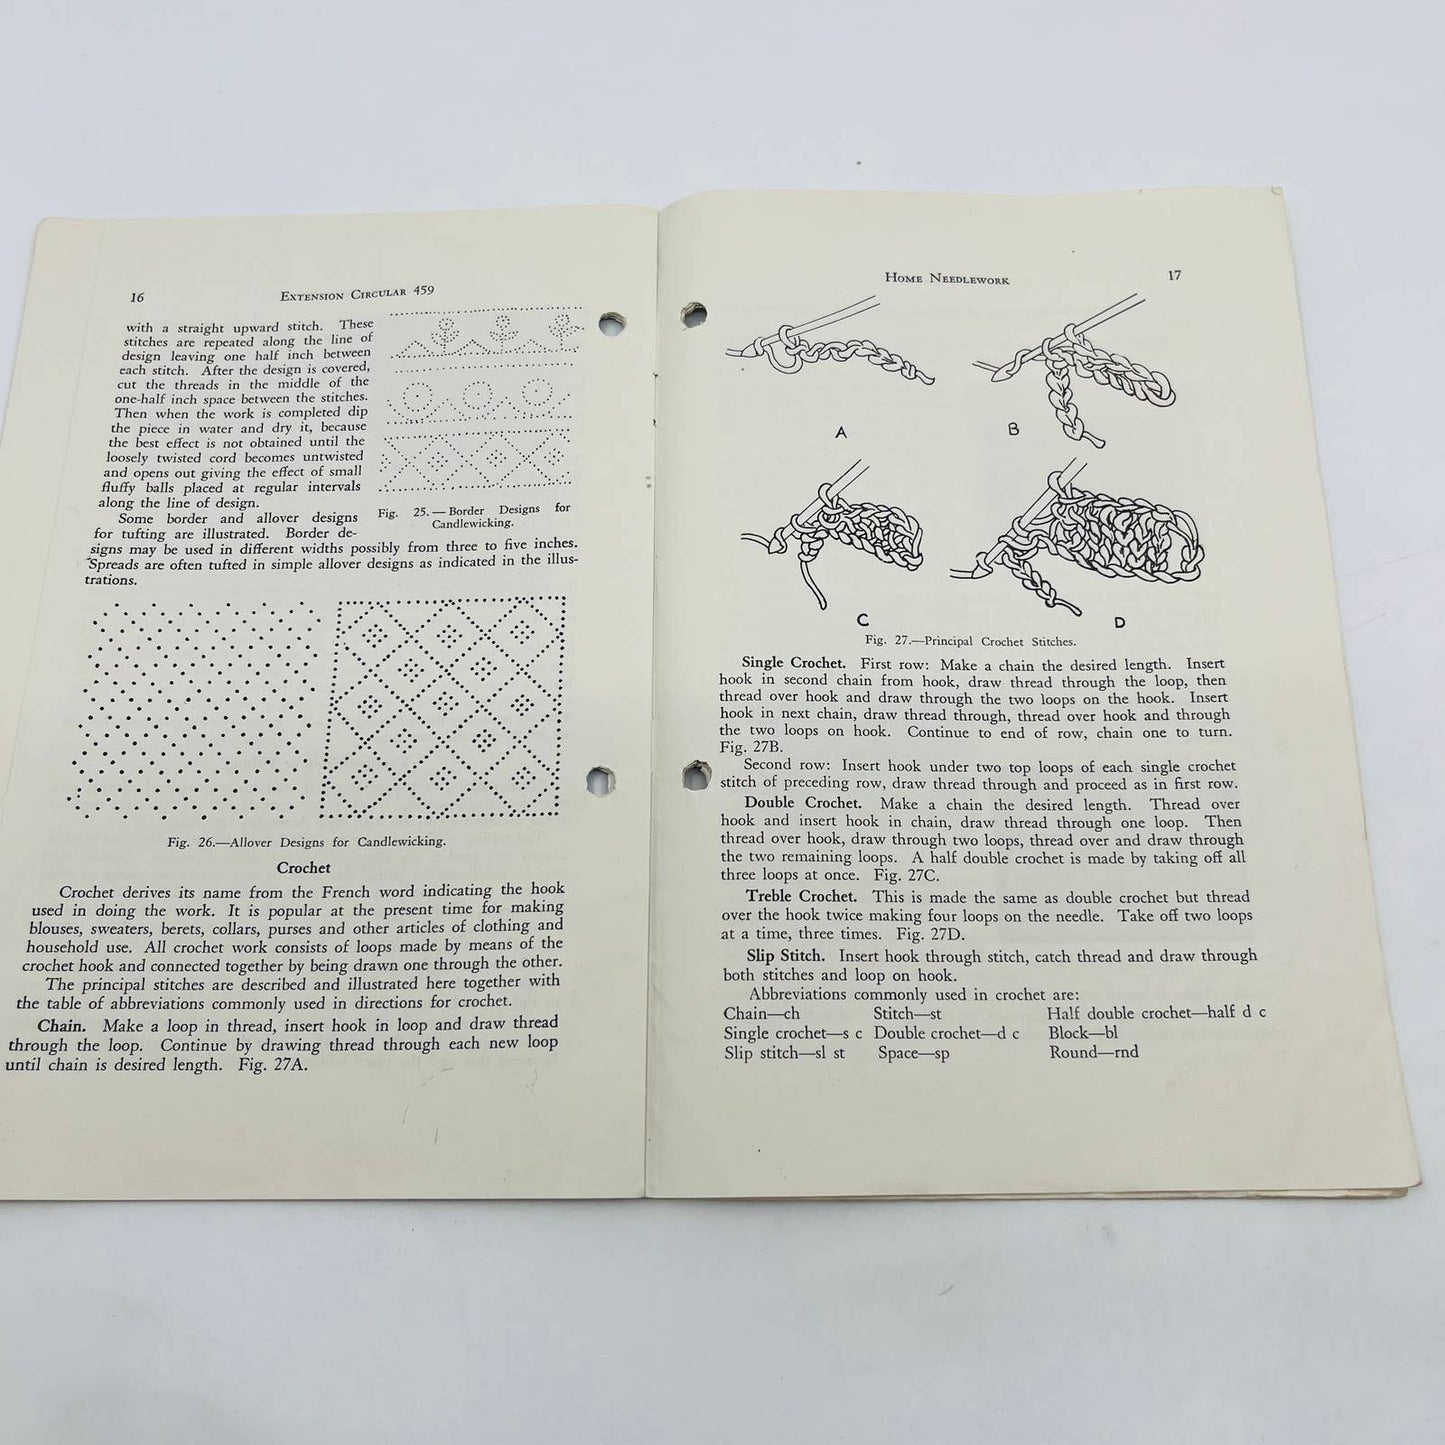 16
EXTENSION CIRCULAR 459
with a straight upward stitch. These
stitches are repeated along the line of
design leaving one half inch between
each stitch. After the design is covered,
cut the threads in the middle of the
one-half inch space between the stitches.
Then when the work is completed dip
the piece in water and dry it, because
the best effect is not obtained until the
loosely twisted cord becomes untwisted
and opens out giving the effect of small
fluffy balls placed at regular intervals
along the line of design.
Some border and allover designs
for tufting are illustrated. Border de-
signs may be used in different widths possibly from three to five inches.
Spreads are often tufted in simple allover designs as indicated in the illus-
trations.
Fig. 25.—Border Designs for
Candlewicking.
Fig. 26.—Allover Designs for Candlewicking.
Crochet
Crochet derives its name from the French word indicating the hook
used in doing the work. It is popular at the present time for making
blouses, sweaters, berets, collars, purses and other articles of clothing and
household use. All crochet work consists of loops made by means of the
crochet hook and connected together by being drawn one through the other.
The principal stitches are described and illustrated here together with
the table of abbreviations commonly used in directions for crochet.
Chain. Make a loop in thread, insert hook in loop and draw thread
through the loop. Continue by drawing thread through each new loop
until chain is desired length. Fig. 27A.
HOME NEEDLEWORK
17
A
B
C
D
Fig. 27.—Principal Crochet Stitches.
Single Crochet. First row: Make a chain the desired length. Insert
hook in second chain from hook, draw thread through the loop, then
thread over hook and draw through the two loops on the hook. Insert
hook in next chain, draw thread through, thread over hook and through
the two loops on hook. Continue to end of row, chain one to turn.
Fig. 27B.
Second row: Insert hook under two top loops of each single crochet
stitch of preceding row, draw thread through and proceed as in first row.
Double Crochet. Make a chain the desired length. Thread over
hook and insert hook in chain, draw thread through one loop. Then
thread over hook, draw through two loops, thread over and draw through
the two remaining loops. A half double crochet is made by taking off all
three loops at once. Fig. 27C.
Treble Crochet. This is made the same as double crochet but thread
over the hook twice making four loops on the needle. Take off two loops
at a time, three times. Fig. 27D.
Slip Stitch. Insert hook through stitch, catch thread and draw through
both stitches and loop on hook.
Abbreviations commonly used in crochet are:
Chain—ch Stitch—st Half double crochet—half d c
Single crochet—s c Double crochet—d c Block—bl
Slip stitch—sl st Space—sp Round—rnd